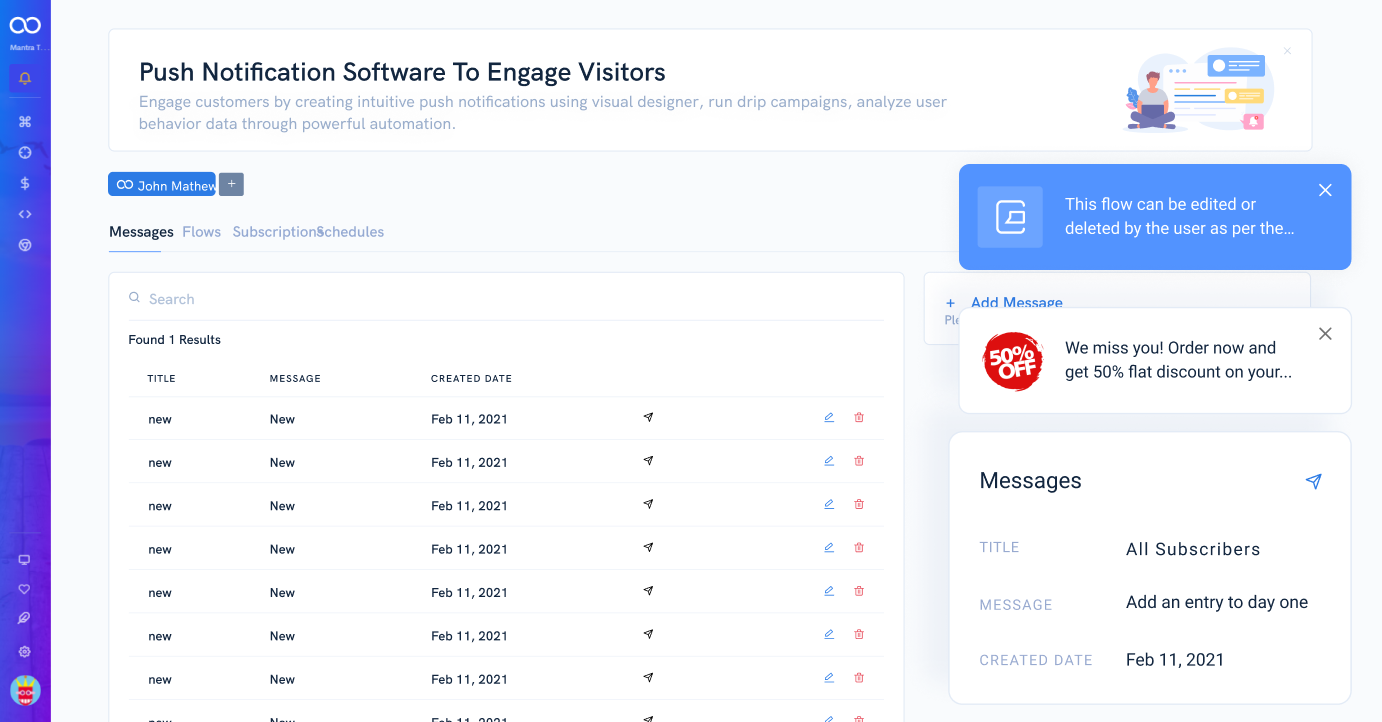 Mantra T...
Push Notification Software To Engage Visitors
Engage customers by creating intuitive push notifications using visual designer, run drip campaigns, analyze user
behavior data through powerful automation.
John Mathew
+
Messages Flows Subscriptions Schedules
This flow can be edited or
deleted by the user as per the...
Search
Found 1 Results
TITLE MESSAGE CREATED DATE
new New Feb 11, 2021
new New Feb 11, 2021
new New Feb 11, 2021
new New Feb 11, 2021
new New Feb 11, 2021
new New Feb 11, 2021
new New Feb 11, 2021
new New Feb 11, 2021
+ Add Message
Ple
50%
OFF
We miss you! Order now and
get 50% flat discount on your...
Messages
TITLE All Subscribers
MESSAGE Add an entry to day one
CREATED DATE Feb 11, 2021